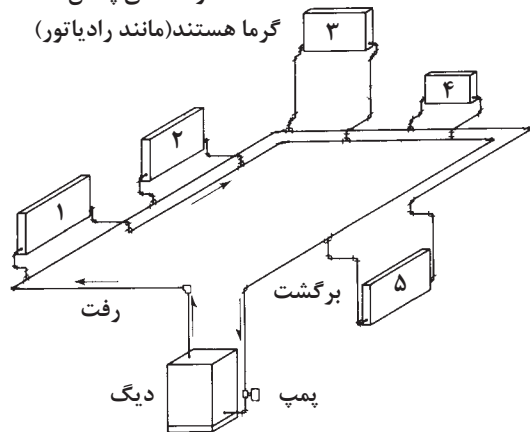 گرما هستند(مانند رادیاتور)
۳
۴
۲
۱
۵
برگشت
رفت
دیگ
پمپ